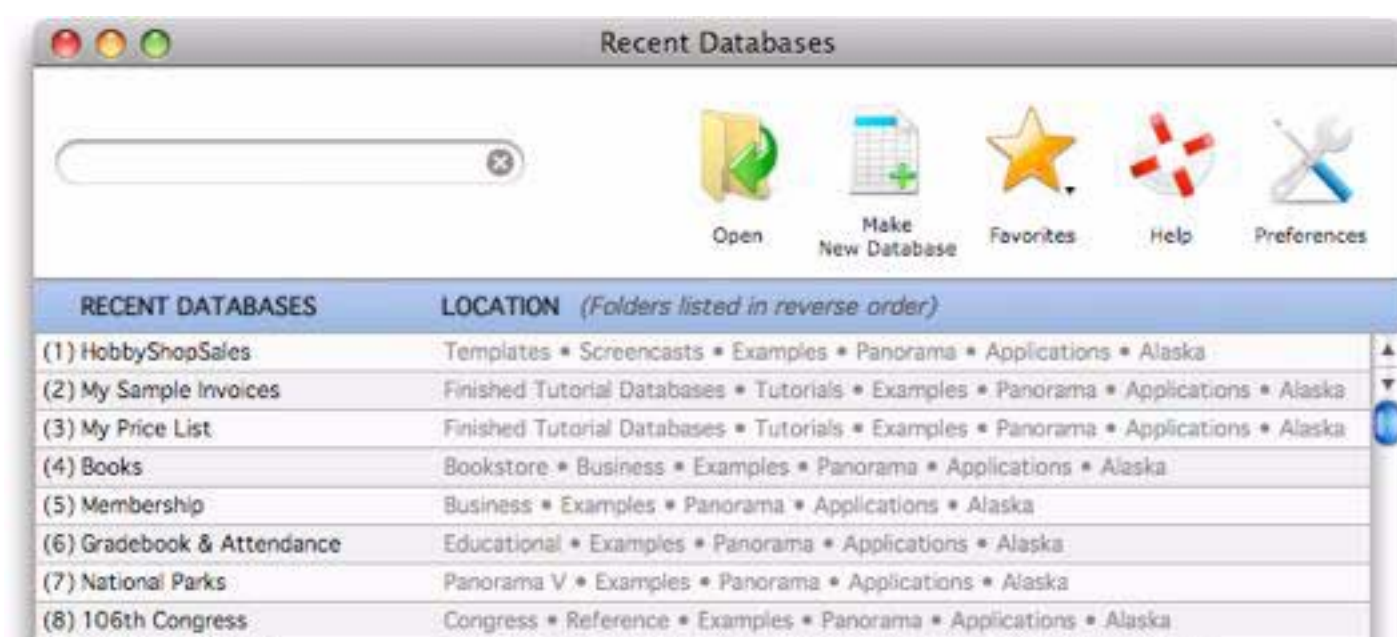 Recent Databases
Open
Make
New Database
Favorites
Help
Preferences
RECENT DATABASES LOCATION (Folders listed in reverse order)
(1) HobbyShopSales Templates • Screencasts • Examples • Panorama • Applications • Alaska
(2) My Sample Invoices Finished Tutorial Databases • Tutorials • Examples • Panorama • Applications • Alaska
(3) My Price List Finished Tutorial Databases • Tutorials • Examples • Panorama • Applications • Alaska
(4) Books Bookstore • Business • Examples • Panorama • Applications • Alaska
(5) Membership Business • Examples • Panorama • Applications • Alaska
(6) Gradebook & Attendance Educational • Examples • Panorama • Applications • Alaska
(7) National Parks Panorama V • Examples • Panorama • Applications • Alaska
(8) 106th Congress Congress • Reference • Examples • Panorama • Applications • Alaska